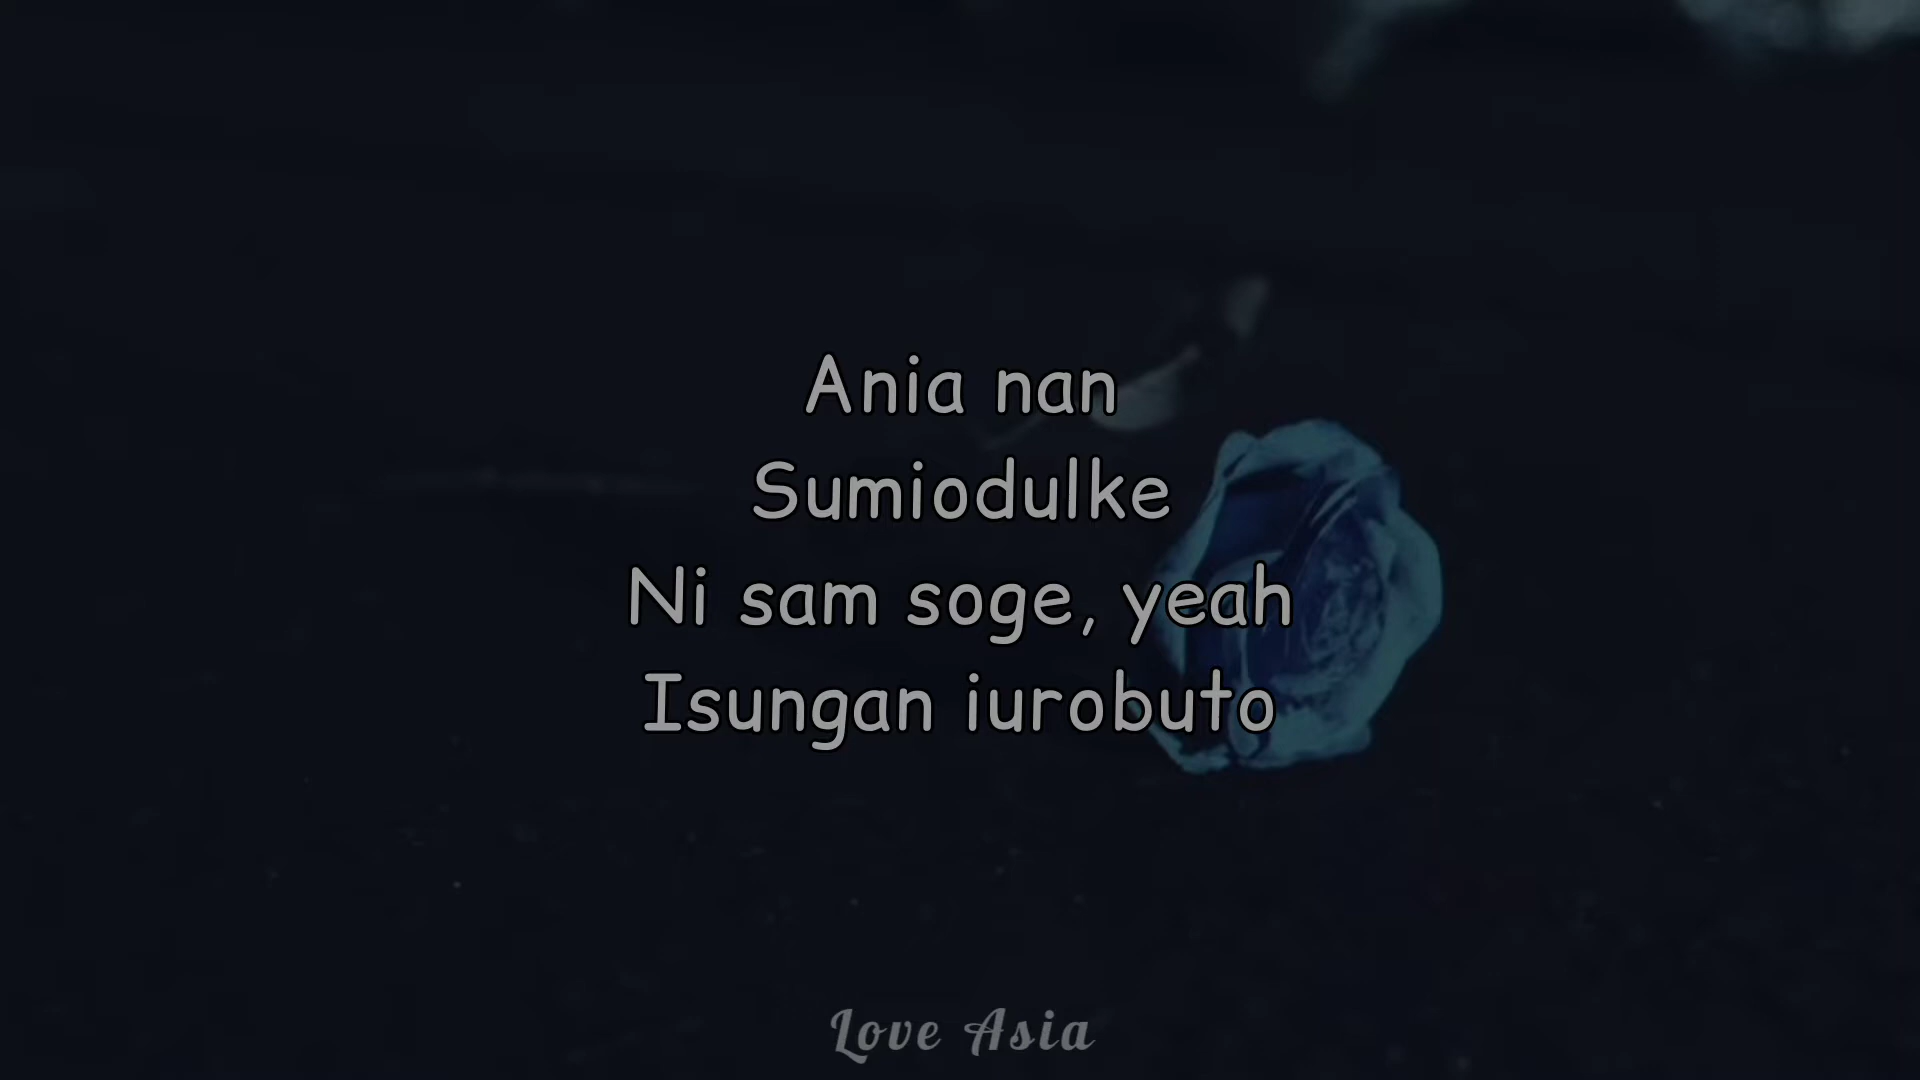 Ania nan
Sumiodulke
Ni sam soge, yeah
Isungan iurobuto
Love Asia